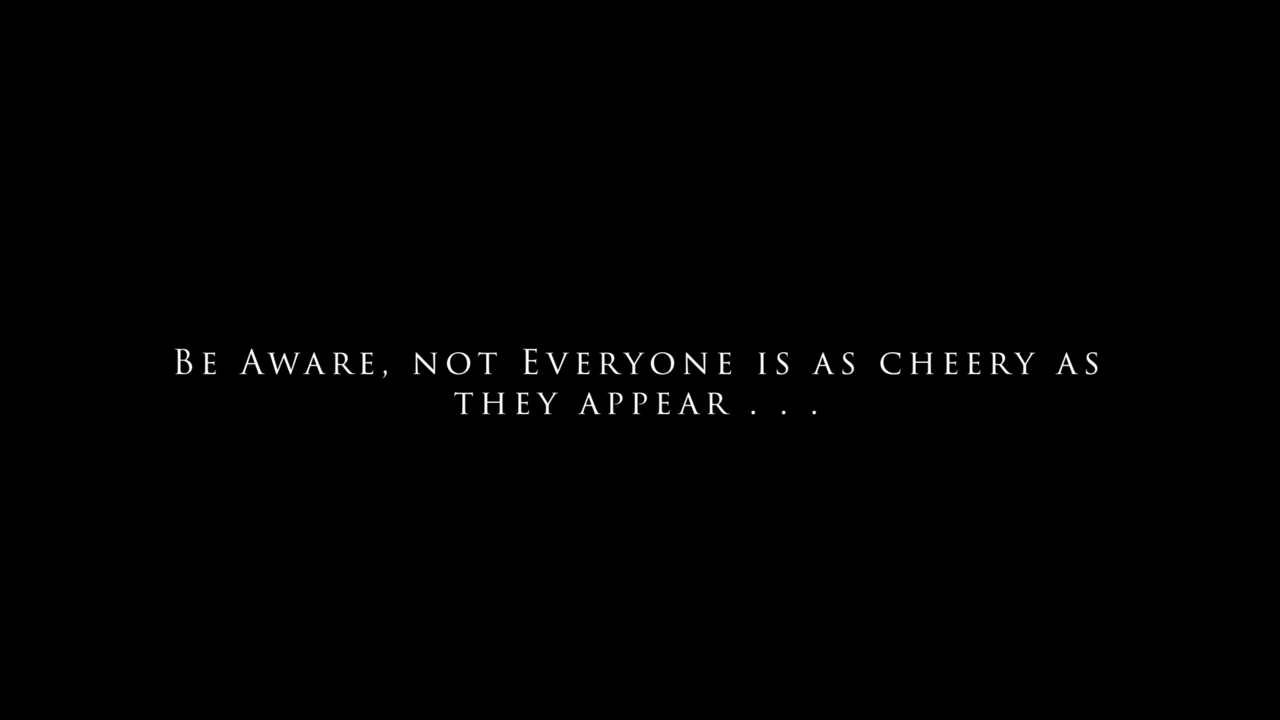 Be Aware, not Everyone is as cheery as
they appear . . .